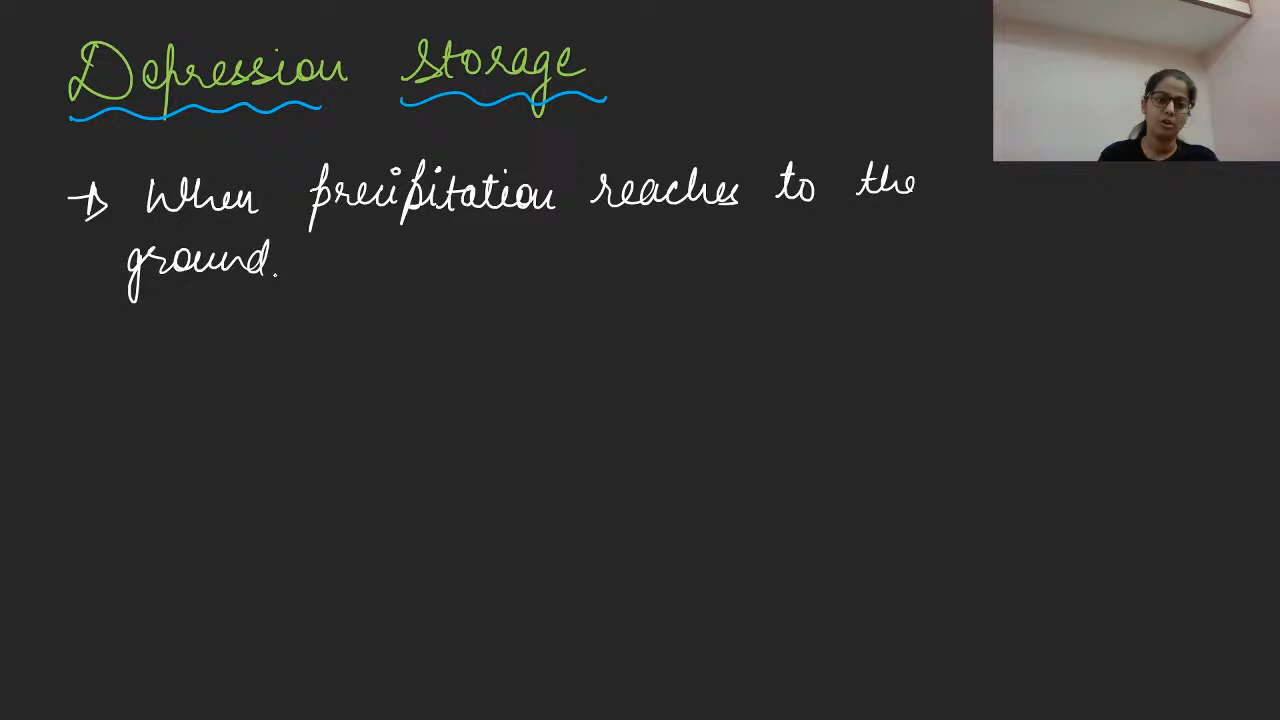 Depression storage
→ When precipitation reaches to the
ground.